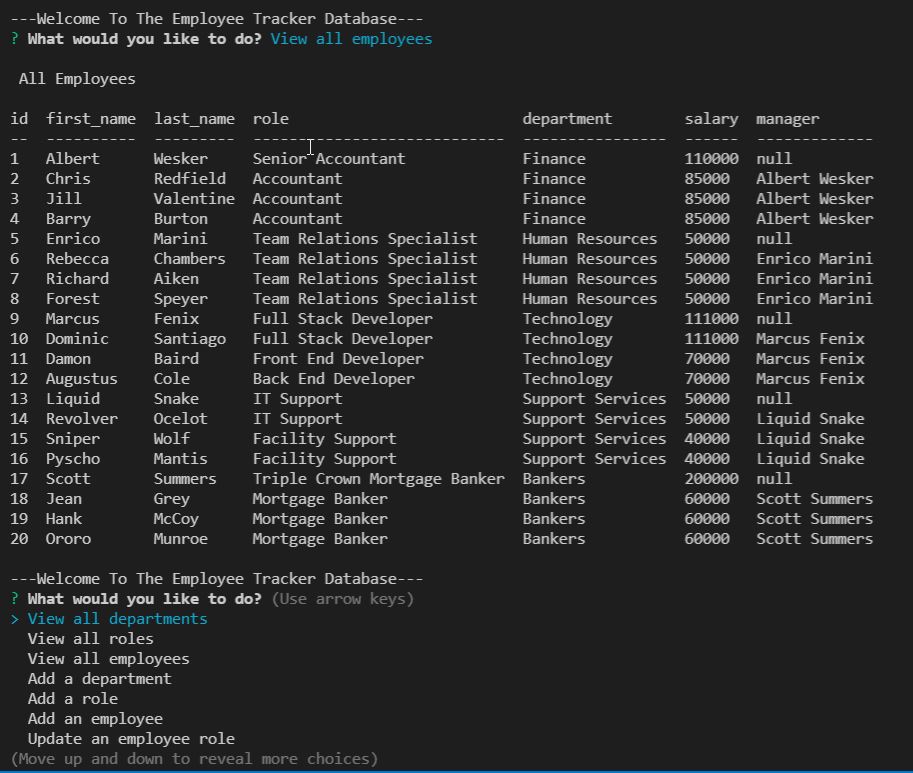 ---Welcome To The Employee Tracker Database---
? What would you like to do? View all employees
All Employees
id  first_name  last_name  role                          department        salary  manager
--  ----------  ---------  ----------------------------  ----------------  ------  -------------
1   Albert      Wesker     Senior Accountant             Finance           110000  null
2   Chris       Redfield   Accountant                    Finance           85000   Albert Wesker
3   Jill        Valentine  Accountant                    Finance           85000   Albert Wesker
4   Barry       Burton     Accountant                    Finance           85000   Albert Wesker
5   Enrico      Marini     Team Relations Specialist     Human Resources   50000   null
6   Rebecca     Chambers   Team Relations Specialist     Human Resources   50000   Enrico Marini
7   Richard     Aiken      Team Relations Specialist     Human Resources   50000   Enrico Marini
8   Forest      Speyer     Team Relations Specialist     Human Resources   50000   Enrico Marini
9   Marcus      Fenix      Full Stack Developer          Technology        111000  null
10  Dominic     Santiago   Full Stack Developer          Technology        111000  Marcus Fenix
11  Damon       Baird      Front End Developer           Technology        70000   Marcus Fenix
12  Augustus    Cole       Back End Developer            Technology        70000   Marcus Fenix
13  Liquid      Snake      IT Support                    Support Services  50000   null
14  Revolver    Ocelot     IT Support                    Support Services  50000   Liquid Snake
15  Sniper      Wolf       Facility Support              Support Services  40000   Liquid Snake
16  Pyscho      Mantis     Facility Support              Support Services  40000   Liquid Snake
17  Scott       Summers    Triple Crown Mortgage Banker  Bankers           200000  null
18  Jean        Grey       Mortgage Banker               Bankers           60000   Scott Summers
19  Hank        McCoy      Mortgage Banker               Bankers           60000   Scott Summers
20  Ororo       Munroe     Mortgage Banker               Bankers           60000   Scott Summers
---Welcome To The Employee Tracker Database---
? What would you like to do? (Use arrow keys)
> View all departments
View all roles
View all employees
Add a department
Add a role
Add an employee
Update an employee role
(Move up and down to reveal more choices)